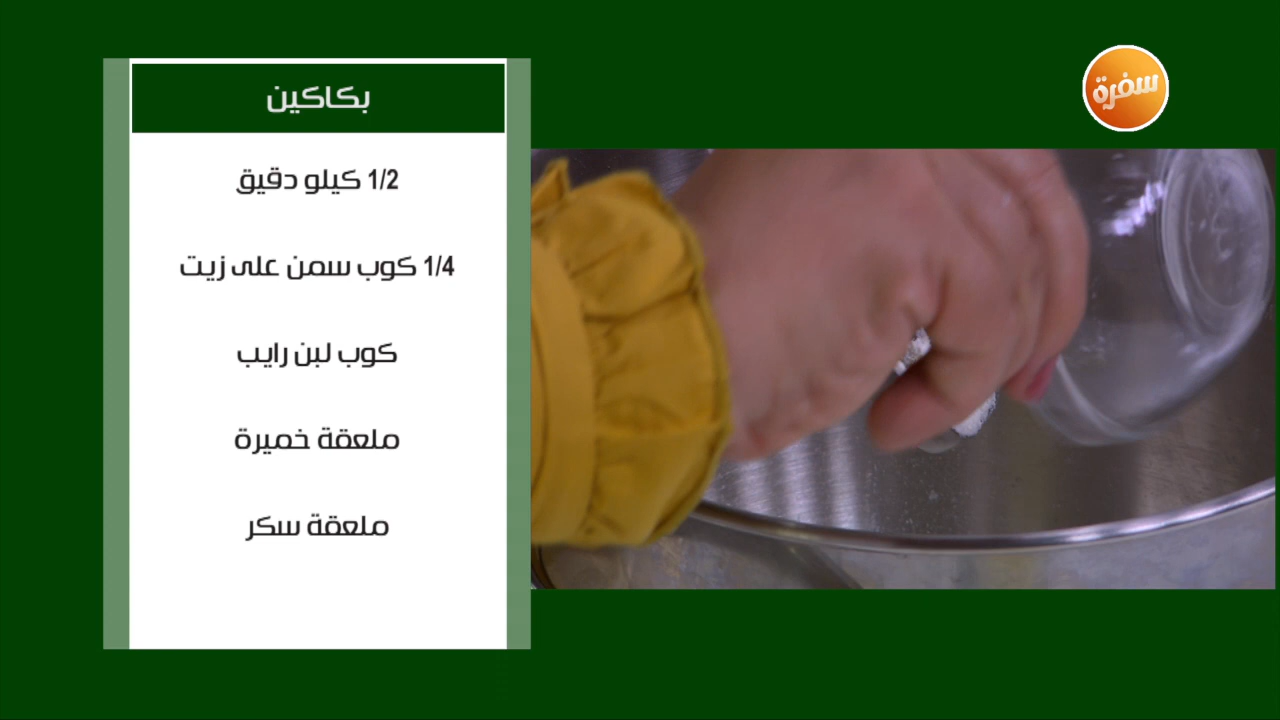 بكاكين
1/2 كيلو دقيق
1/4 كوب سمن على زيت
كوب لبن رايب
ملعقة خميرة
ملعقة سكر
سفرة